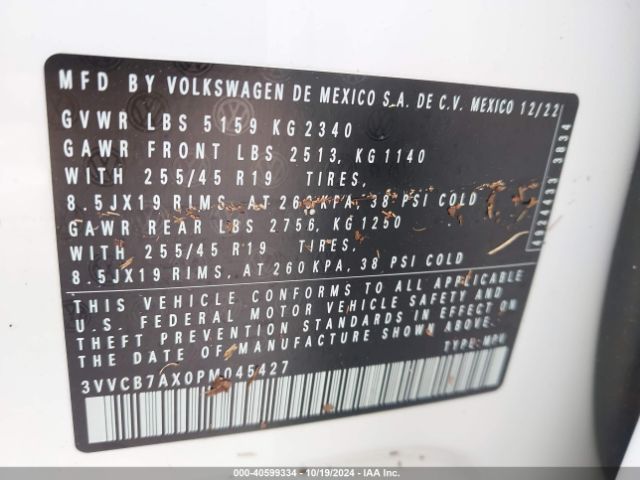 MFD BY VOLKSWAGEN DE MEXICO S.A. DE C.V. MEXICO 12/22
GVWR LBS 5159 KG 2340
GAWR FRONT LBS 2513, KG 1140
WITH 255/45 R19 TIRES,
8.5JX19 RIMS, AT 260 KPA, 38 PSI COLD
GAWR REAR LBS 2756, KG 1250
WITH 255/45 R19 TIRES,
8.5JX19 RIMS, AT 260 KPA, 38 PSI COLD
THIS VEHICLE CONFORMS TO ALL APPLICABLE
U.S. FEDERAL MOTOR VEHICLE SAFETY AND
THEFT PREVENTION STANDARDS IN EFFECT ON
THE DATE OF MANUFACTURE SHOWN ABOVE.
TYPE: MPV
3VVCB7AX0PM045427
000-40599334 | 10/19/2024 | IAA Inc.